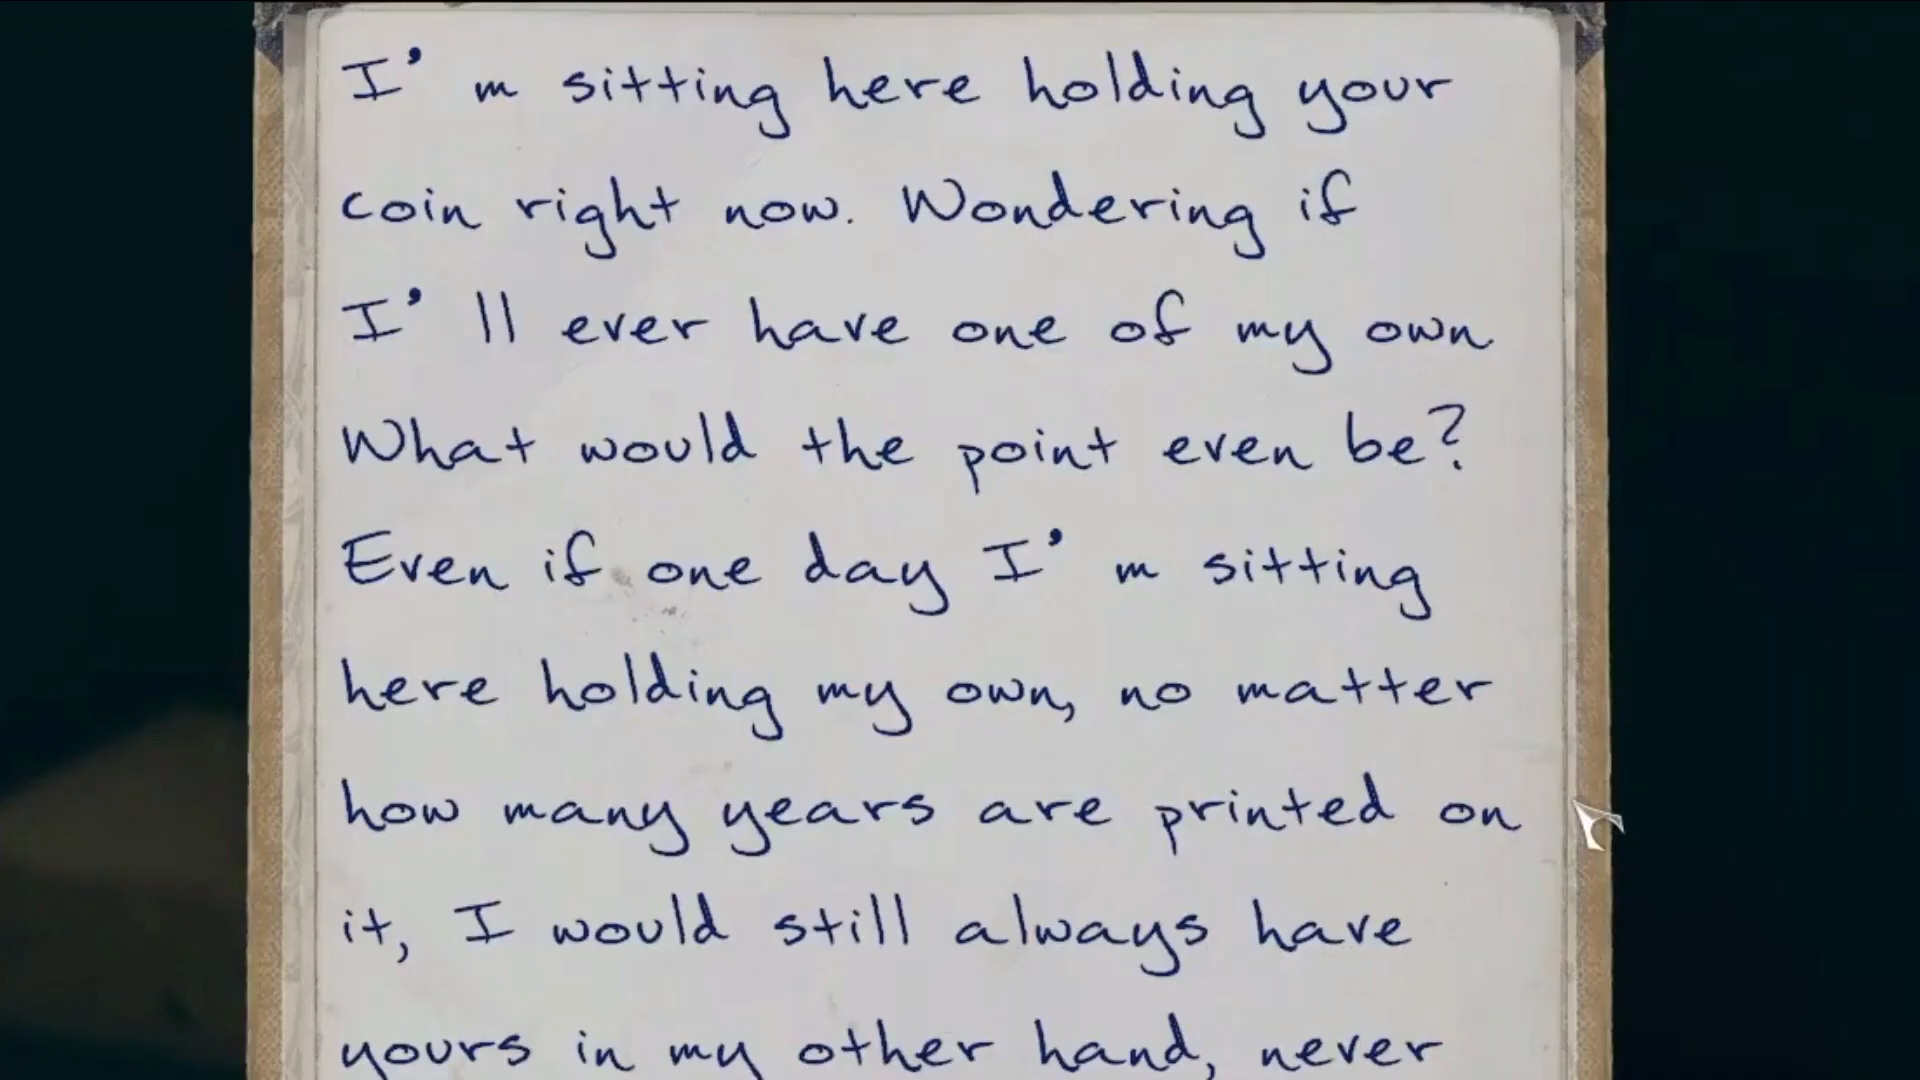 I' m sitting here holding your
coin right now. Wondering if
I' ll ever have one of my own.
What would the point even be?
Even if one day I' m sitting
here holding my own, no matter
how many years are printed on
it, I would still always have
yours in my other hand, never